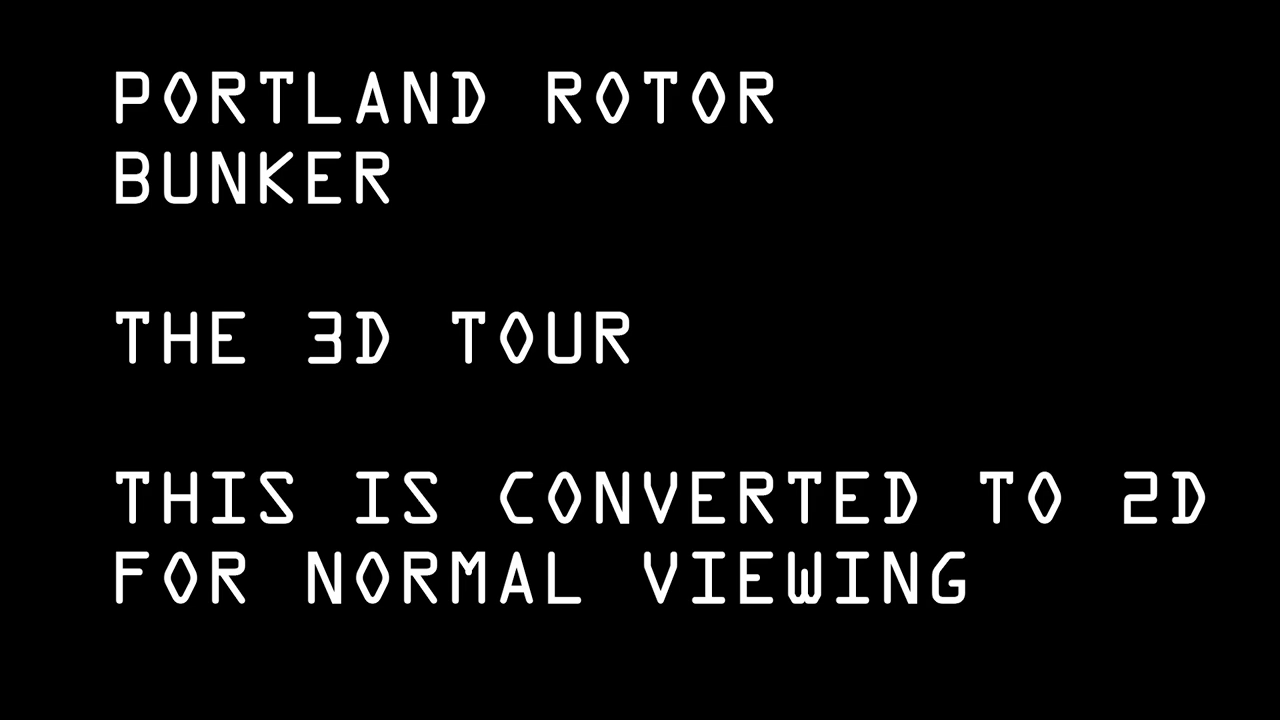 PORTLAND ROTOR
BUNKER
THE 3D TOUR
THIS IS CONVERTED TO 2D
FOR NORMAL VIEWING